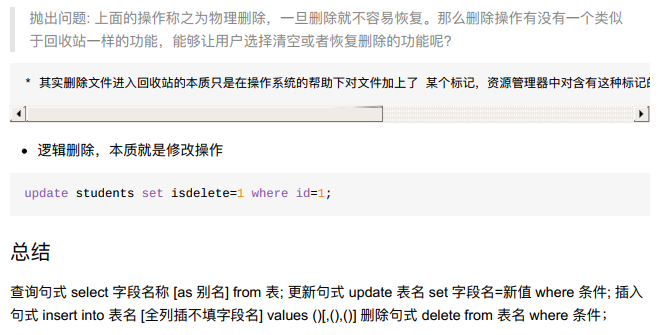 抛出问题: 上面的操作称之为物理删除，一旦删除就不容易恢复。那么删除操作有没有一个类似
于回收站一样的功能，能够让用户选择清空或者恢复删除的功能呢?
* 其实删除文件进入回收站的本质只是在操作系统的帮助下对文件加上了 某个标记，资源管理器中对含有这种标记的
• 逻辑删除，本质就是修改操作
update students set isdelete=1 where id=1;
总结
查询句式 select 字段名称 [as 别名] from 表; 更新句式 update 表名 set 字段名=新值 where 条件; 插入
句式 insert into 表名 [全列插不填字段名] values ()[,(),()] 删除句式 delete from 表名 where 条件；